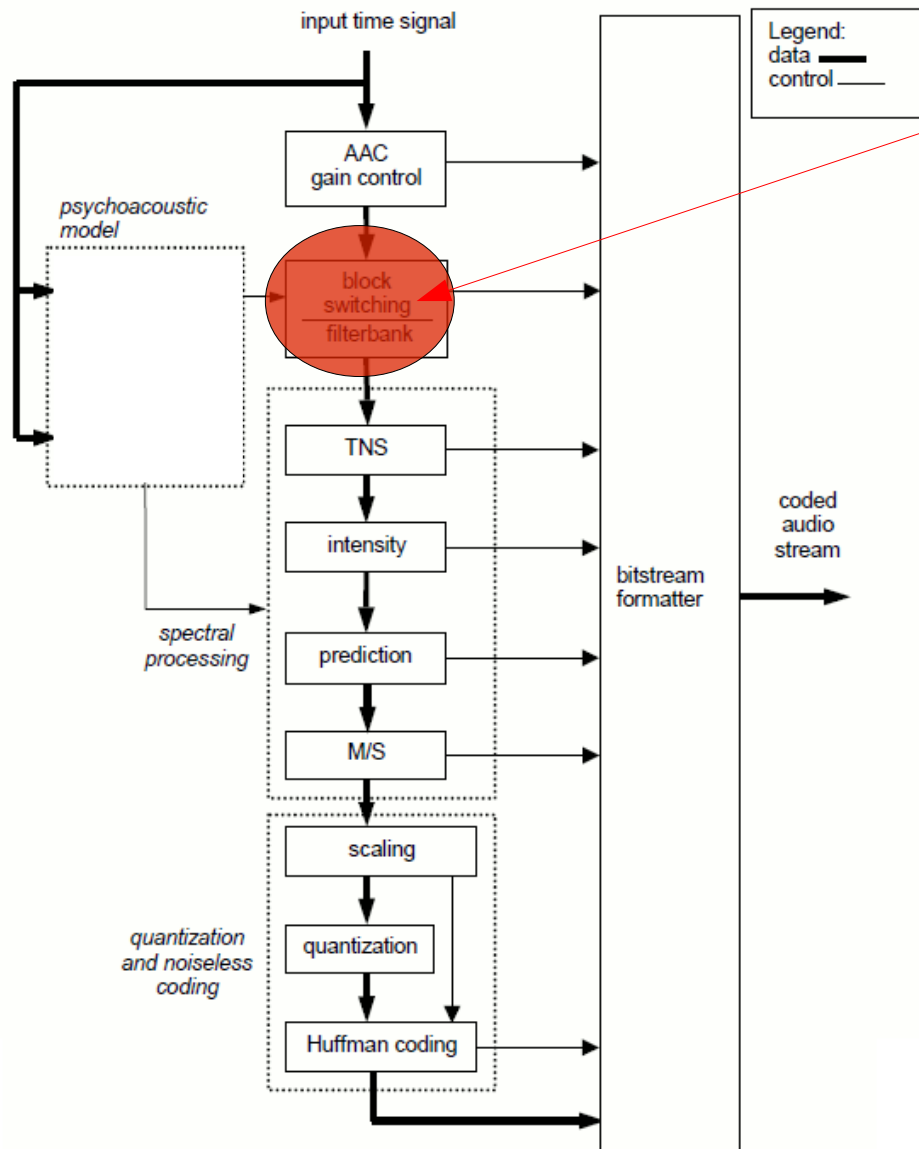 input time signal
Legend:
data
control
AAC
gain control
psychoacoustic
model
block
switching
filterbank
TNS
intensity
spectral
processing
prediction
M/S
bitstream
formatter
coded
audio
stream
scaling
quantization
and noiseless
coding
quantization
Huffman coding